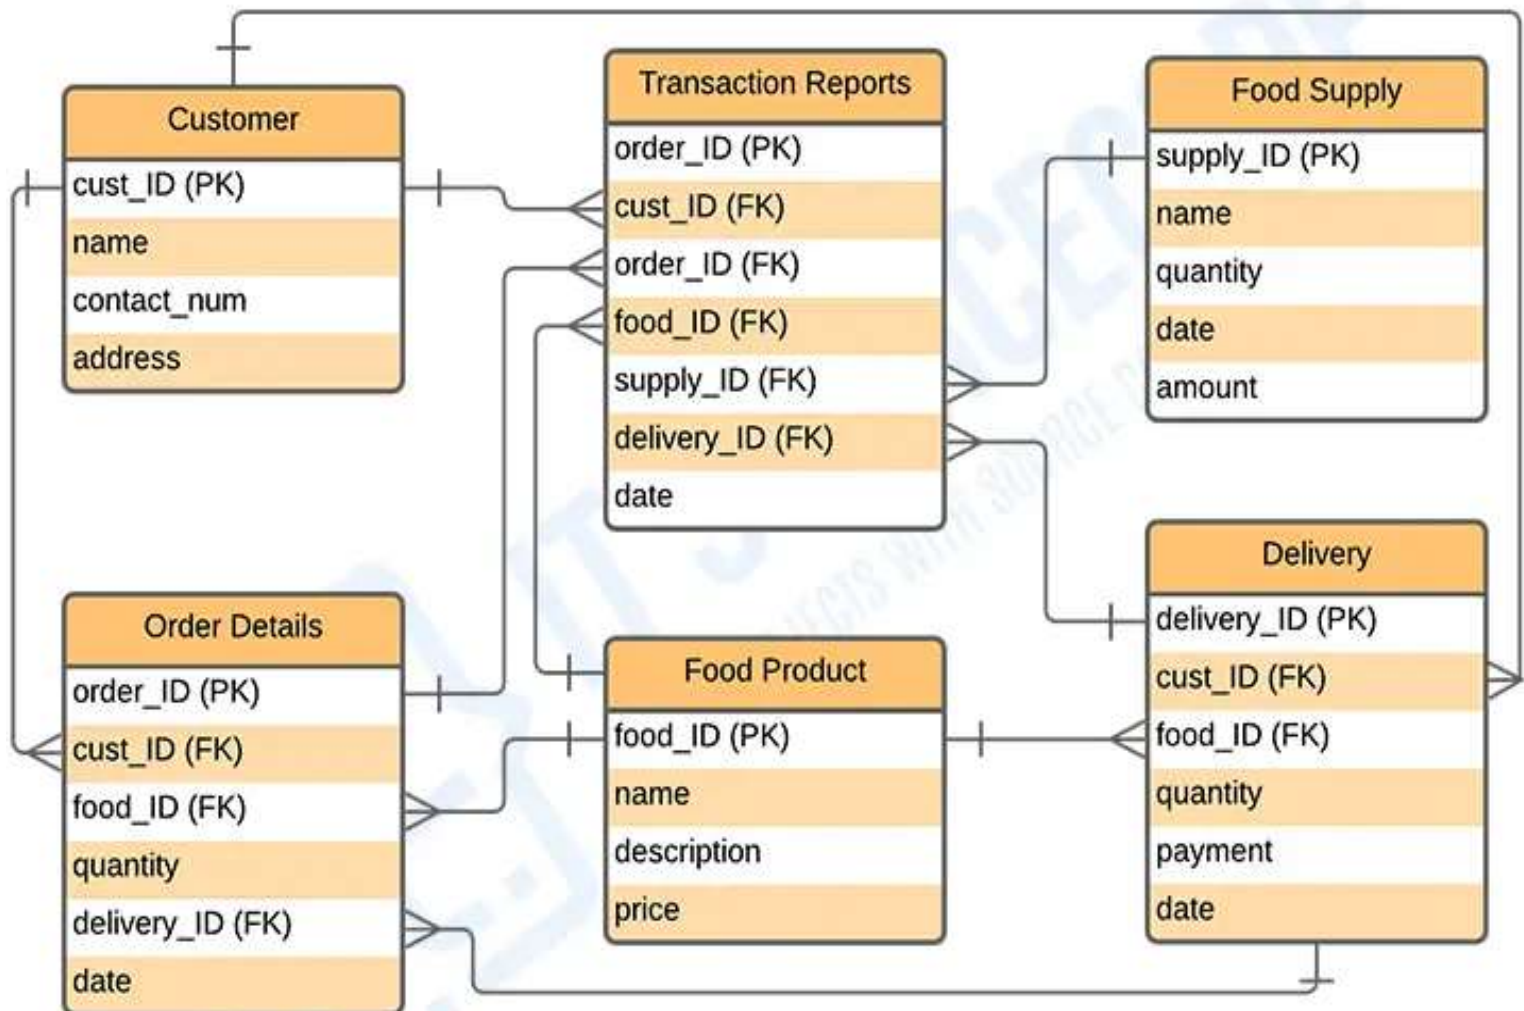 Customer
cust_ID (PK)
name
contact_num
address
Transaction Reports
order_ID (PK)
cust_ID (FK)
order_ID (FK)
food_ID (FK)
supply_ID (FK)
delivery_ID (FK)
date
Food Supply
supply_ID (PK)
name
quantity
date
amount
Order Details
order_ID (PK)
cust_ID (FK)
food_ID (FK)
quantity
delivery_ID (FK)
date
Food Product
food_ID (PK)
name
description
price
Delivery
delivery_ID (PK)
cust_ID (FK)
food_ID (FK)
quantity
payment
date